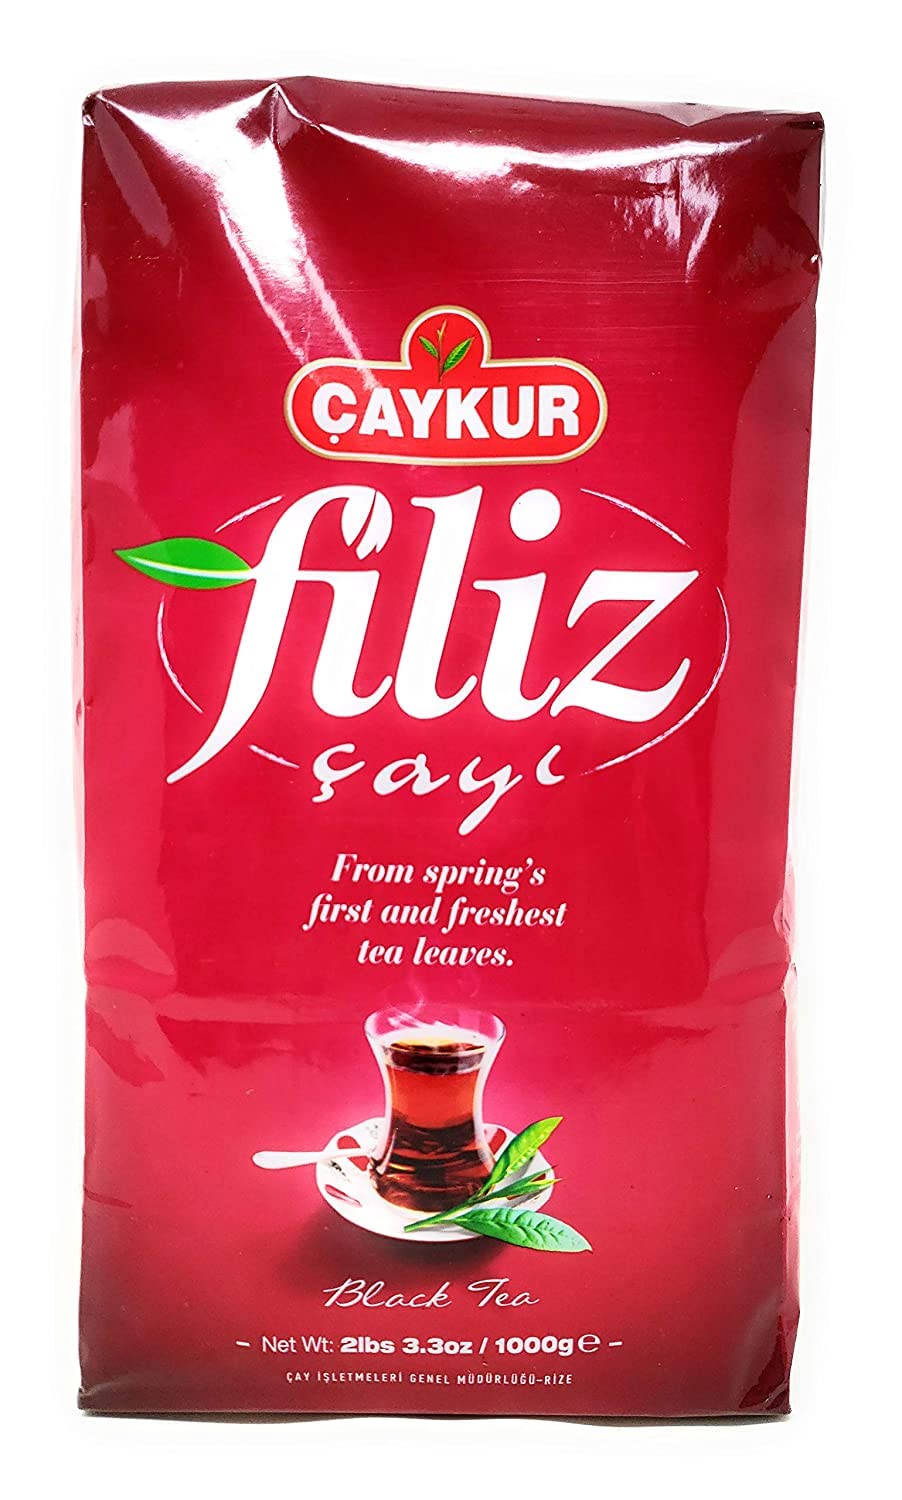 ÇAYKUR
filiz
çayı
From spring's
first and freshest
tea leaves.
Black Tea
- Net Wt: 2lbs 3.3oz / 1000g ℮ -
ÇAY İŞLETMELERİ GENEL MÜDÜRLÜĞÜ-RİZE